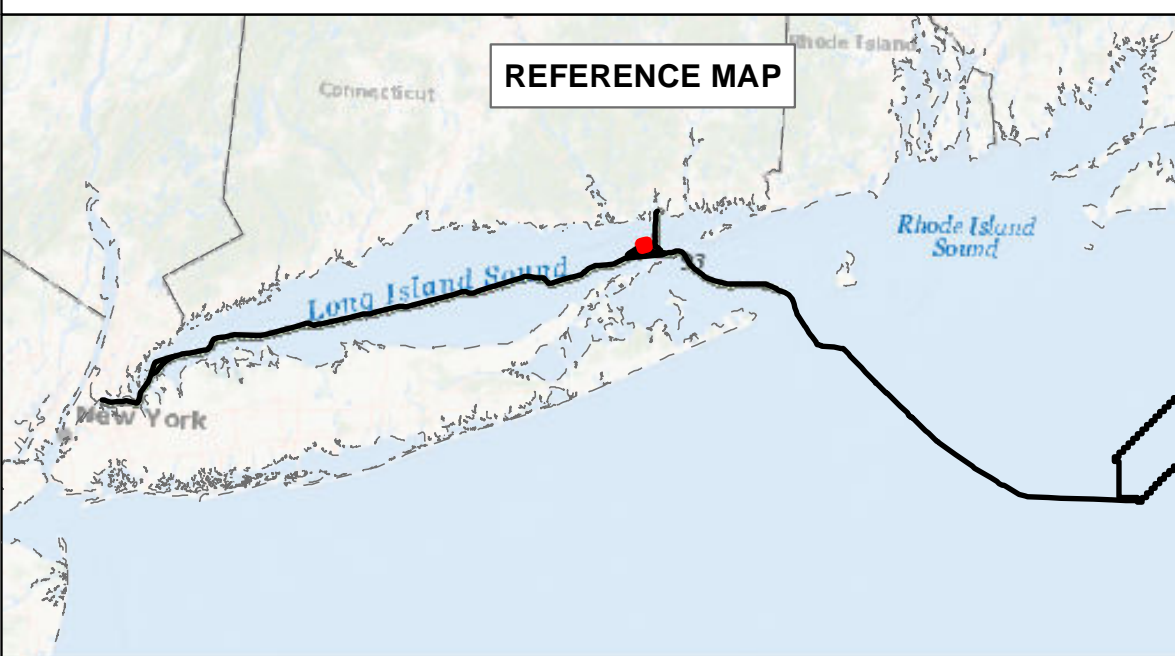 Rhode Island
REFERENCE MAP
Connecticut
Rhode Island
Sound
Long Island Sound
New York